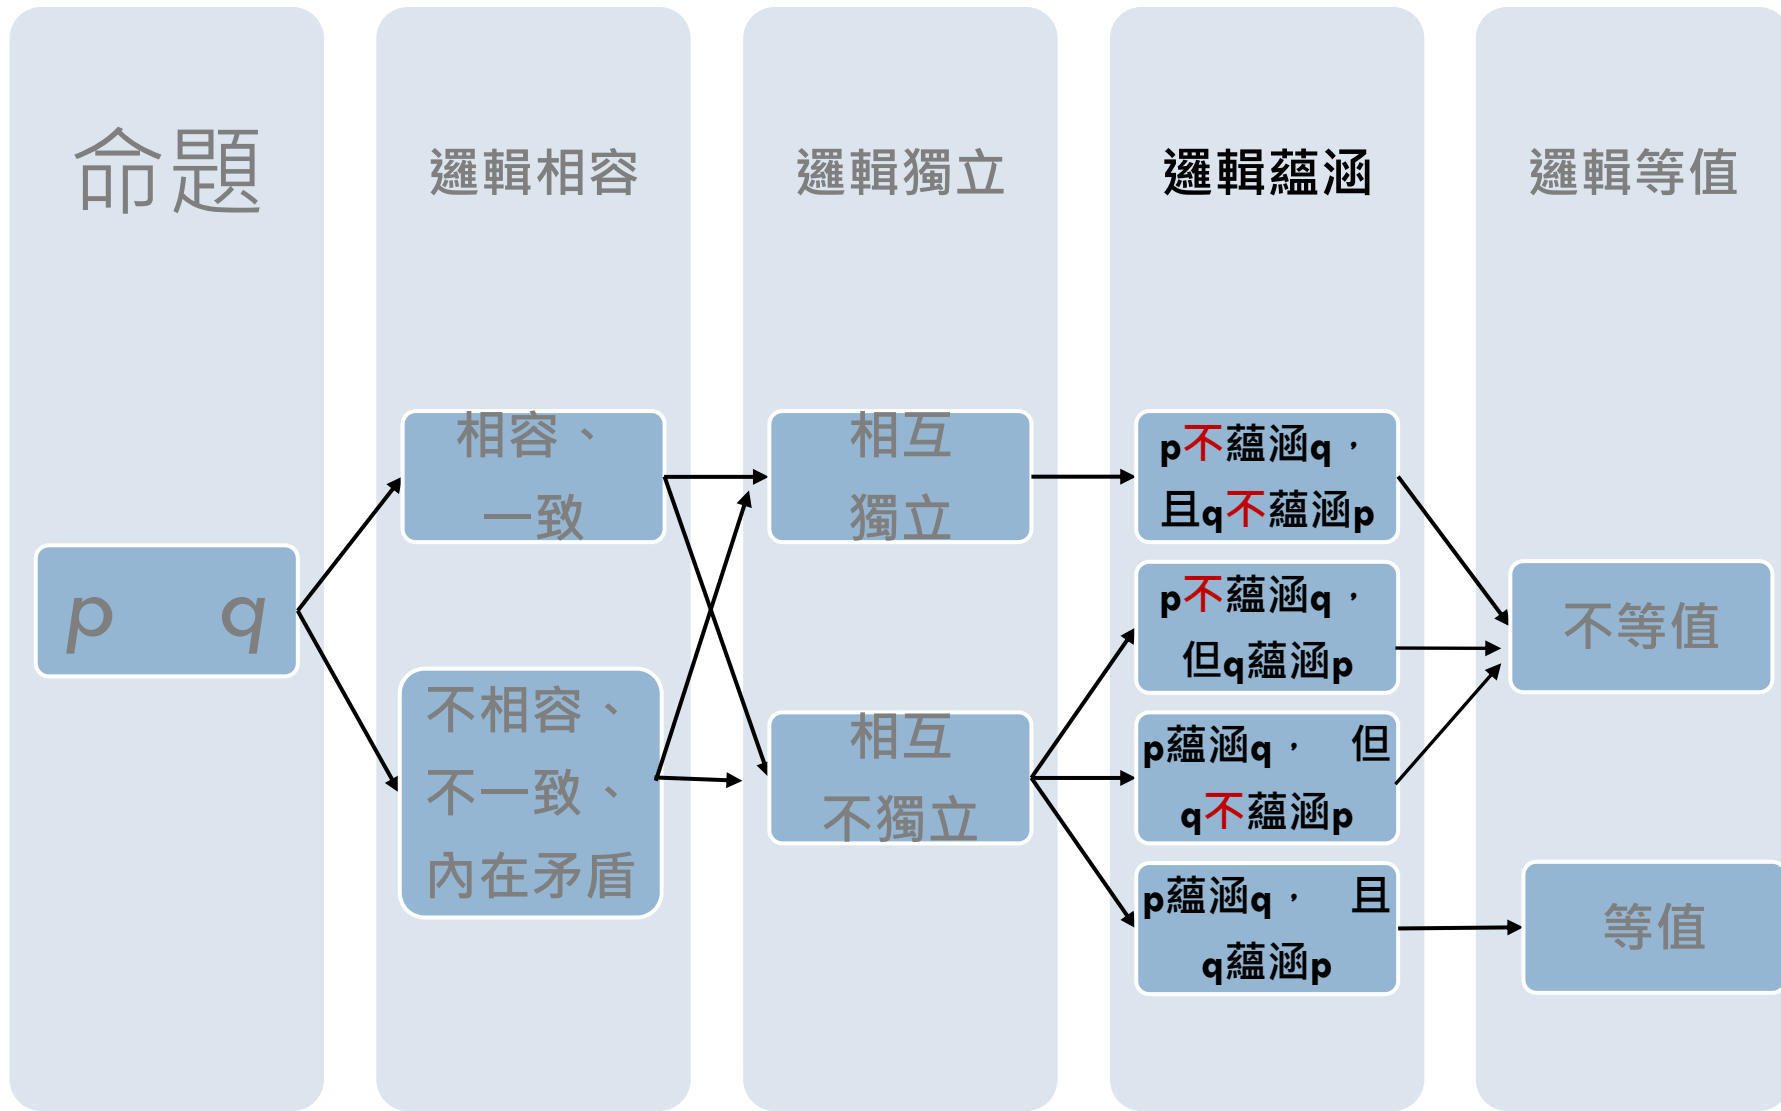 命題
邏輯相容
邏輯獨立
邏輯蘊涵
邏輯等值
p q
相容、
一致
不相容、
不一致、
內在矛盾
相互
獨立
相互
不獨立
p不蘊涵q，
且q不蘊涵p
p不蘊涵q，
但q蘊涵p
p蘊涵q， 但
q不蘊涵p
p蘊涵q， 且
q蘊涵p
不等值
等值